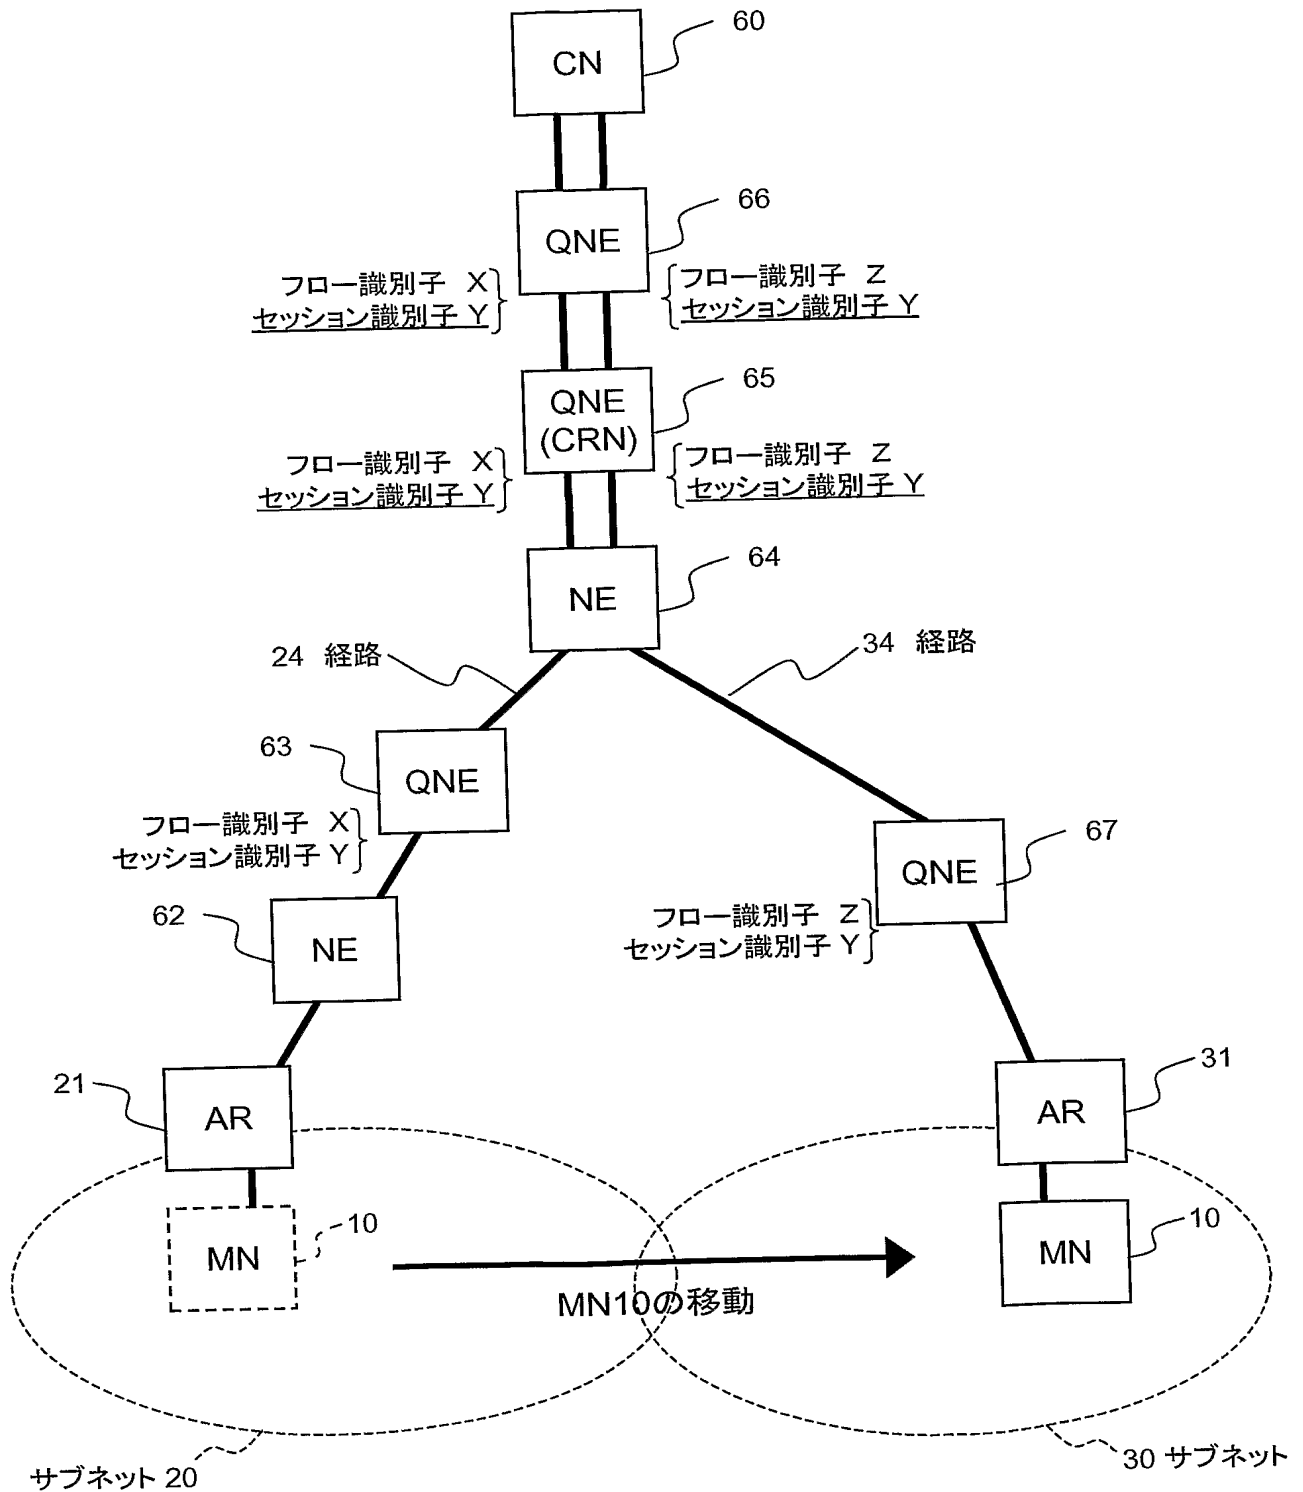 60
CN
66
QNE
フロー識別子 X
セッション識別子 Y
フロー識別子 Z
セッション識別子 Y
65
QNE
(CRN)
フロー識別子 X
セッション識別子 Y
フロー識別子 Z
セッション識別子 Y
64
NE
24 経路
34 経路
63
QNE
フロー識別子 X
セッション識別子 Y
67
QNE
フロー識別子 Z
セッション識別子 Y
62
NE
21
AR
31
AR
10
MN
10
MN
MN10の移動
サブネット 20
30 サブネット